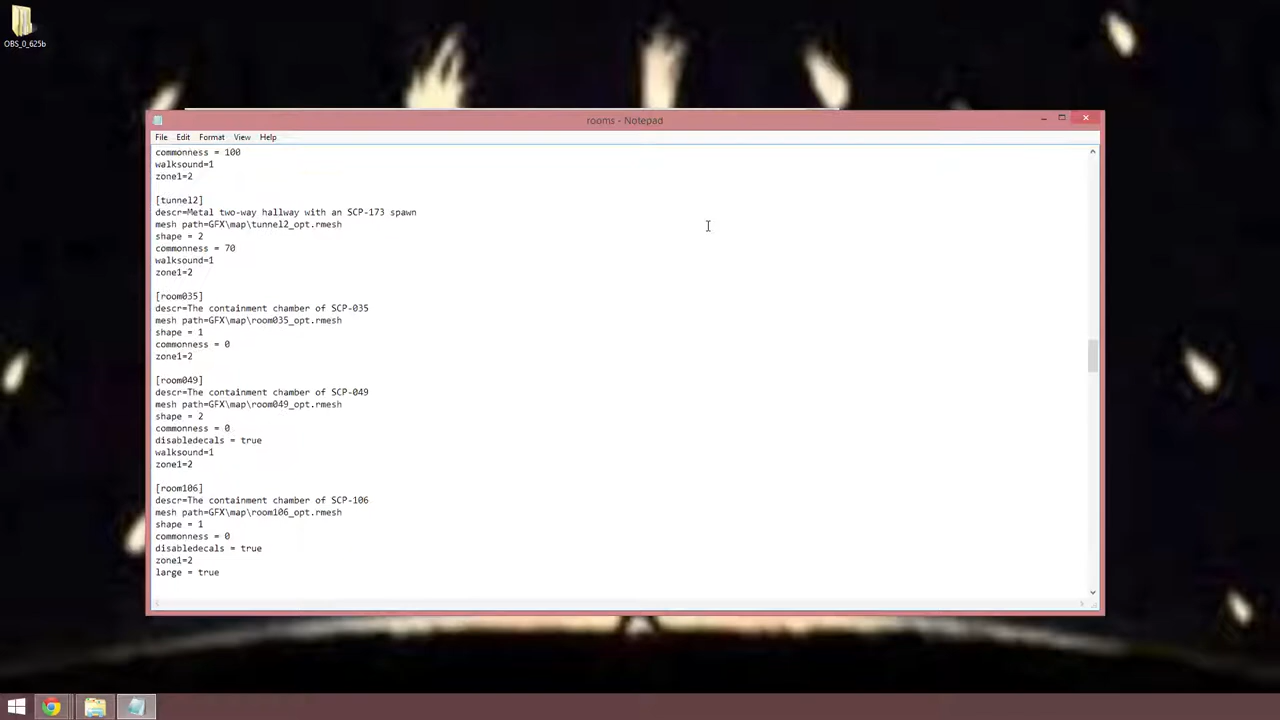 OBS_0_625b
rooms - Notepad
File Edit Format View Help
commonness = 100
walksound=1
zone1=2
[tunnel2]
descr=Metal two-way hallway with an SCP-173 spawn
mesh path=GFX\map\tunnel2_opt.rmesh
shape = 2
commonness = 70
walksound=1
zone1=2
[room035]
descr=The containment chamber of SCP-035
mesh path=GFX\map\room035_opt.rmesh
shape = 1
commonness = 0
zone1=2
[room049]
descr=The containment chamber of SCP-049
mesh path=GFX\map\room049_opt.rmesh
shape = 2
commonness = 0
disabledecals = true
walksound=1
zone1=2
[room106]
descr=The containment chamber of SCP-106
mesh path=GFX\map\room106_opt.rmesh
shape = 1
commonness = 0
disabledecals = true
zone1=2
large = true